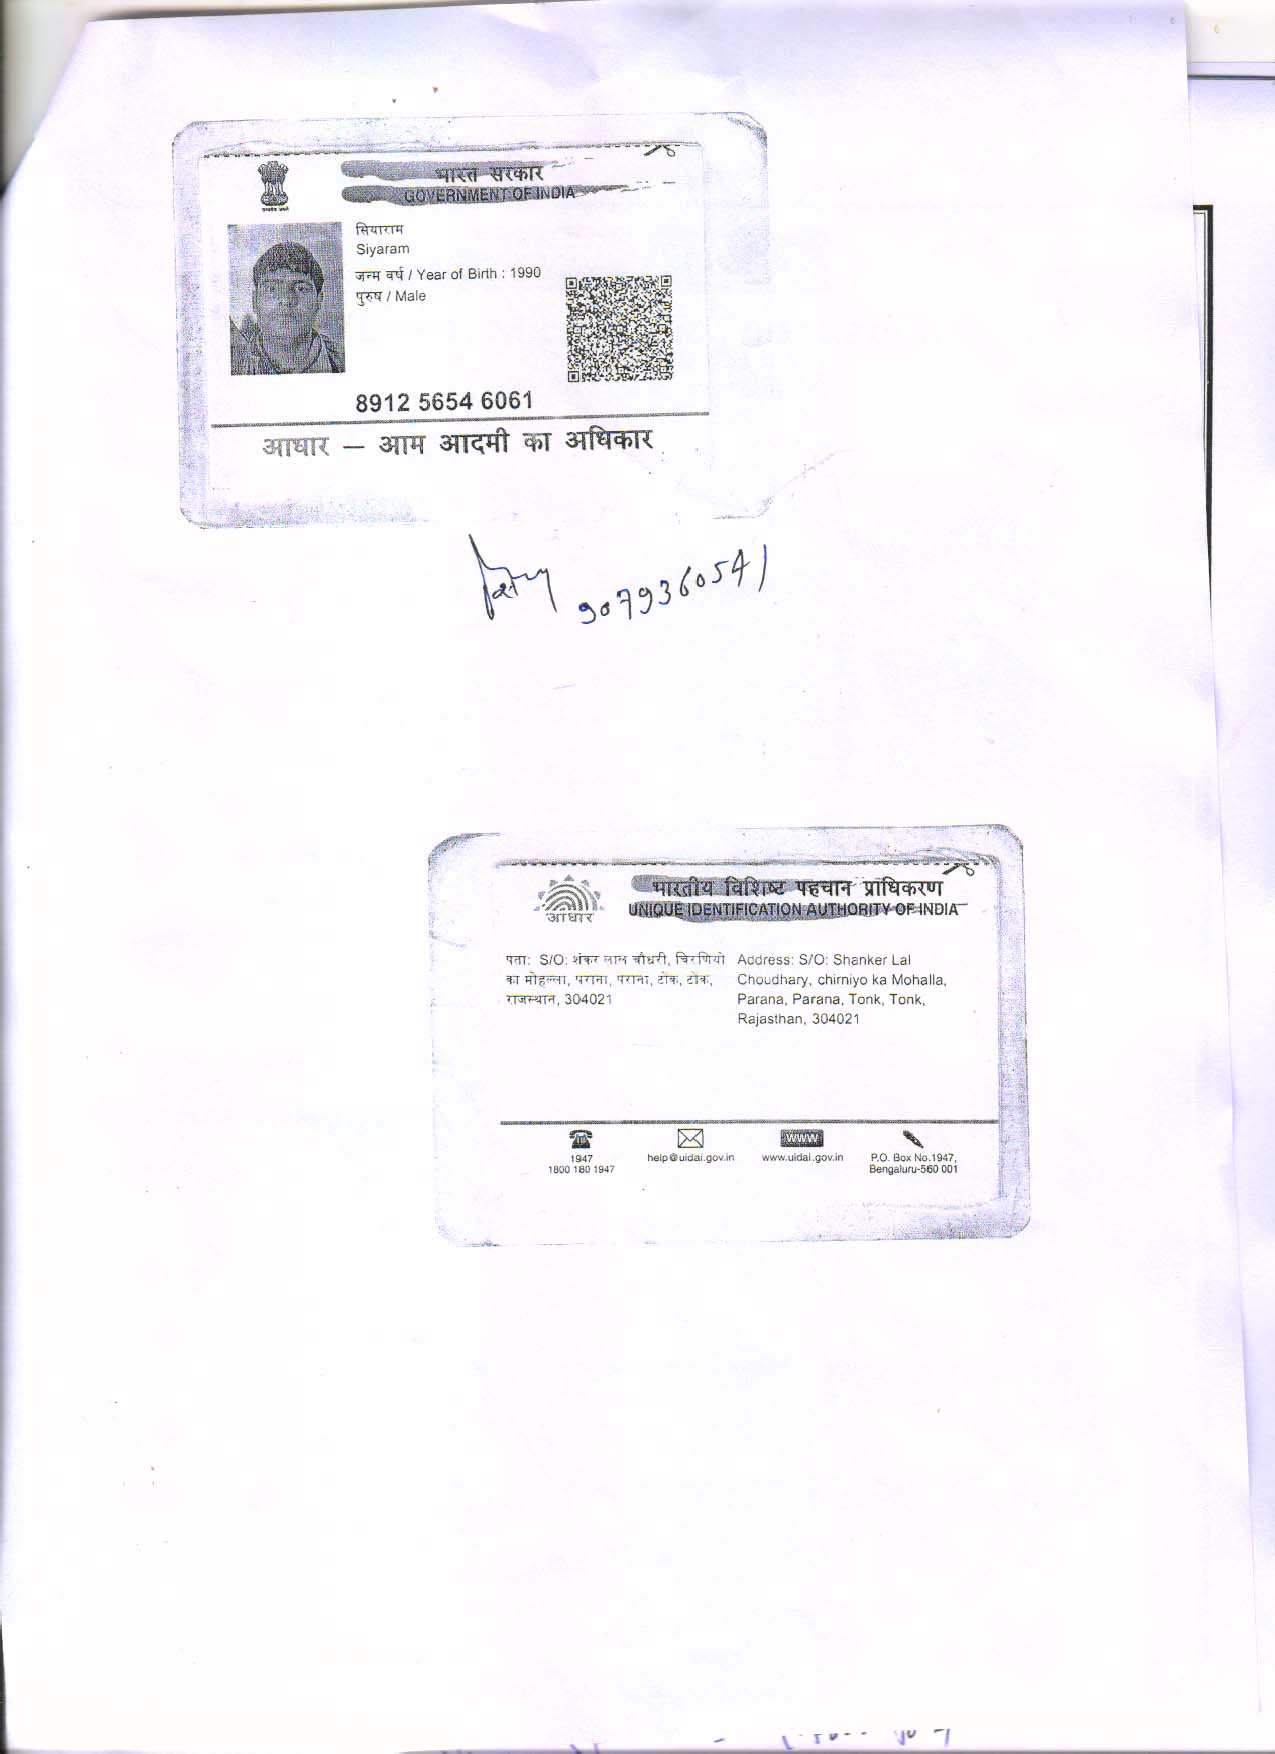 भारत सरकार
GOVERNMENT OF INDIA
सियाराम
Siyaram
जन्म वर्ष / Year of Birth : 1990
पुरुष / Male
8912 5654 6061
आधार – आम आदमी का अधिकार
9079360541
भारतीय विशिष्ट पहचान प्राधिकरण
UNIQUE IDENTIFICATION AUTHORITY OF INDIA
आधार
पता: S/O: शंकर लाल चौधरी, चिरणियो
का मोहल्ला, पराना, पराना, टोंक, टोंक,
राजस्थान, 304021
Address: S/O: Shanker Lal
Choudhary, chirniyo ka Mohalla,
Parana, Parana, Tonk, Tonk,
Rajasthan, 304021
WWW
1947
1800 180 1947
help@uidai.gov.in
www.uidai.gov.in
P.O. Box No.1947,
Bengaluru-560 001